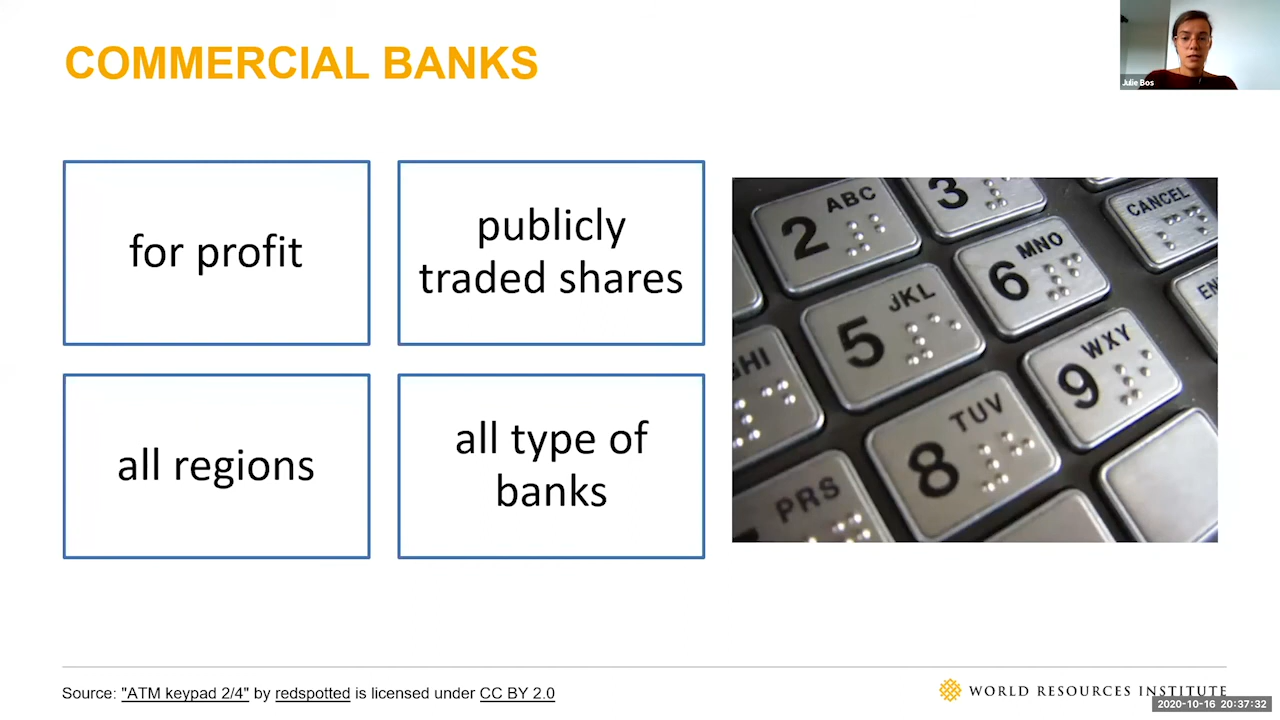 COMMERCIAL BANKS
Julie Bos
for profit
publicly
traded shares
all regions
all type of
banks
2 ABC
3
CANCEL
6 MNO
5 JKL
EN
GHI
9 WXY
8 TUV
PRS
Source: "ATM keypad 2/4" by redspotted is licensed under CC BY 2.0
WORLD RESOURCES INSTITUTE
2020-10-16 20:37:32